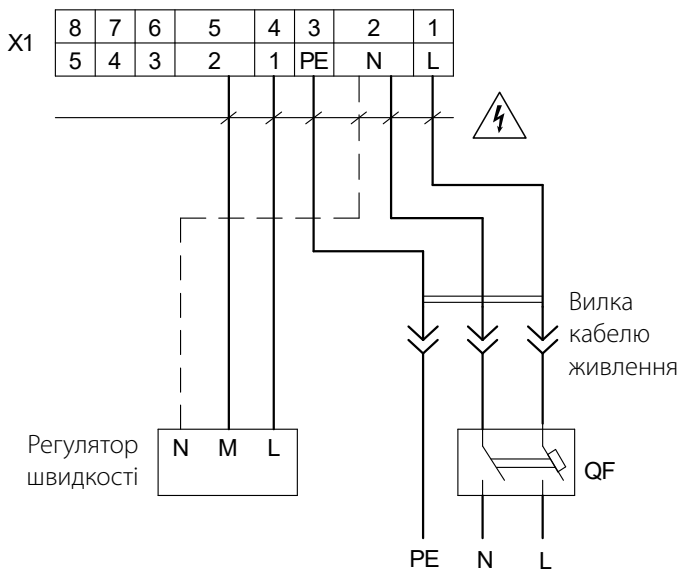 X1
8 7 6 5 4 3 2 1
5 4 3 2 1 PE N L
Вилка
кабелю
живлення
Регулятор
швидкості
N M L
QF
PE N L